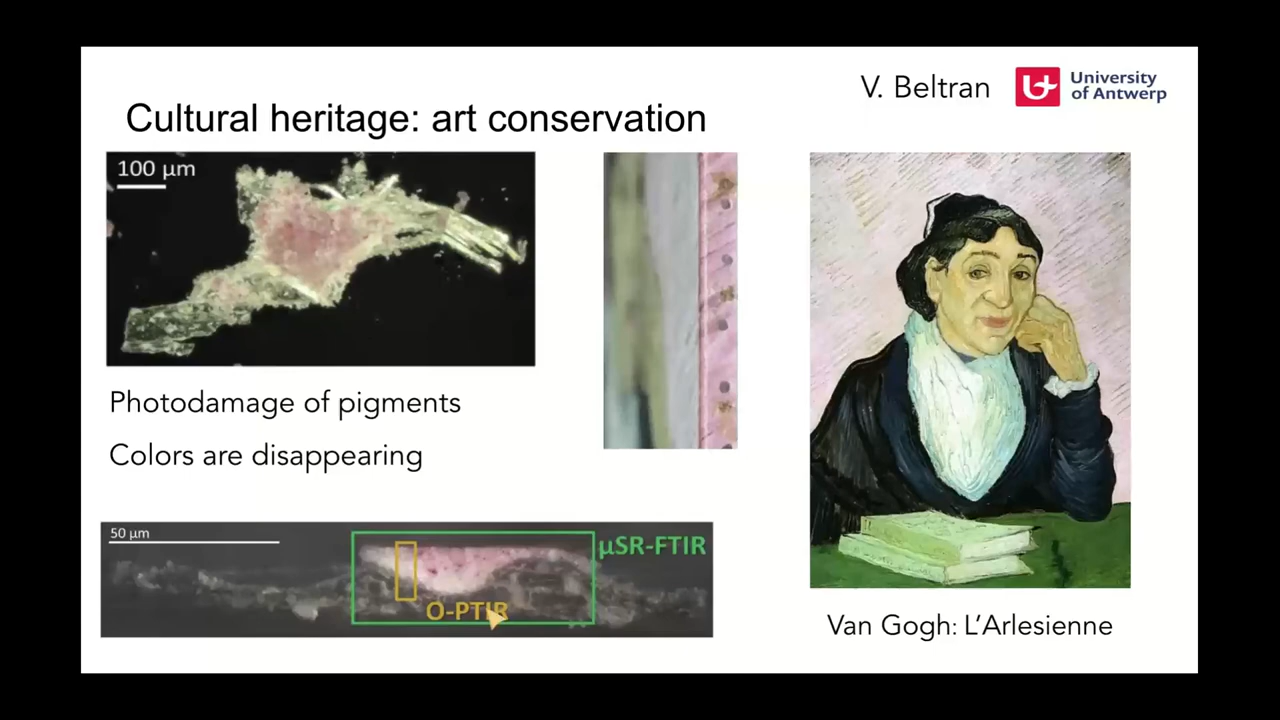 V. Beltran
University
of Antwerp
Cultural heritage: art conservation
100 µm
Photodamage of pigments
Colors are disappearing
50 µm
µSR-FTIR
O-PTIR
Van Gogh: L’Arlesienne